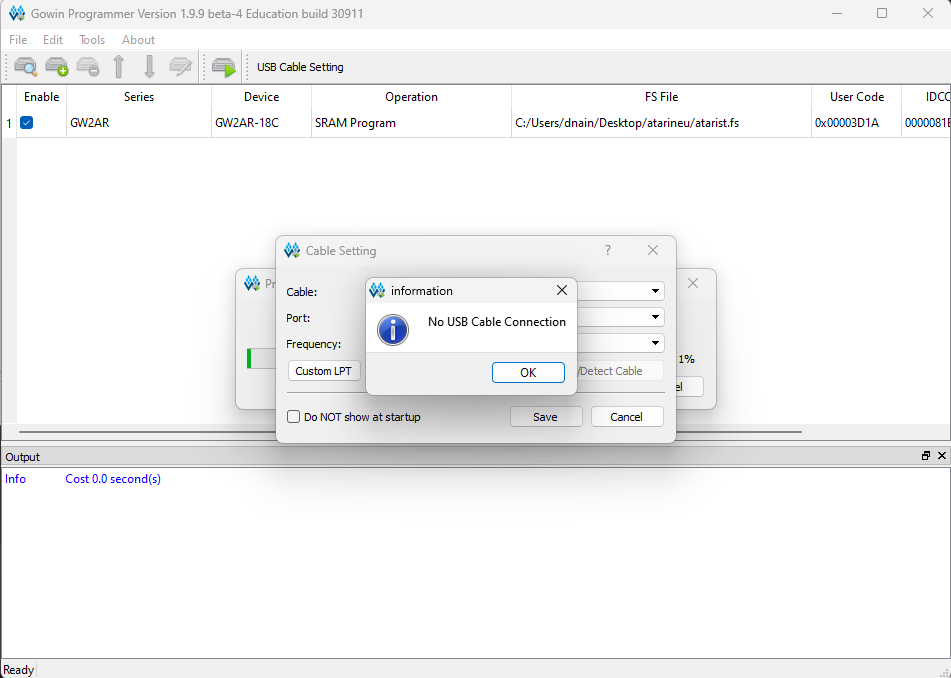 Gowin Programmer Version 1.9.9 beta-4 Education build 30911
File Edit Tools About
USB Cable Setting
Enable Series Device Operation FS File User Code IDCO
1 GW2AR GW2AR-18C SRAM Program C:/Users/dnain/Desktop/atarineu/atarist.fs 0x00003D1A 0000081B
Cable Setting ?
Pr
information
Cable:
No USB Cable Connection
Port:
Frequency:
1%
Custom LPT OK /Detect Cable
el
Do NOT show at startup Save Cancel
Output
Info Cost 0.0 second(s)
Ready